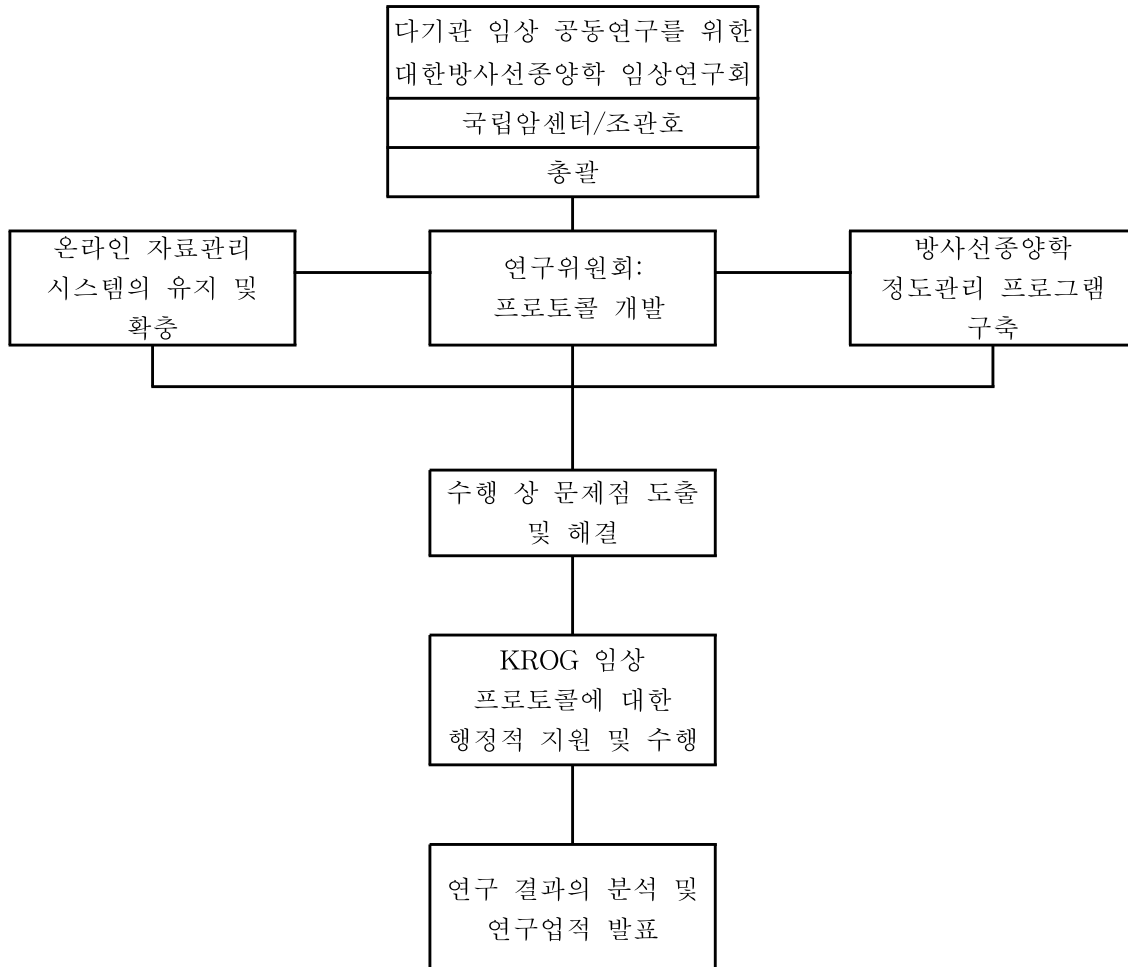 다기관 임상 공동연구를 위한
대한방사선종양학 임상연구회
국립암센터/조관호
총괄
온라인 자료관리
시스템의 유지 및
확충
연구위원회:
프로토콜 개발
방사선종양학
정도관리 프로그램
구축
수행 상 문제점 도출
및 해결
KROG 임상
프로토콜에 대한
행정적 지원 및 수행
연구 결과의 분석 및
연구업적 발표